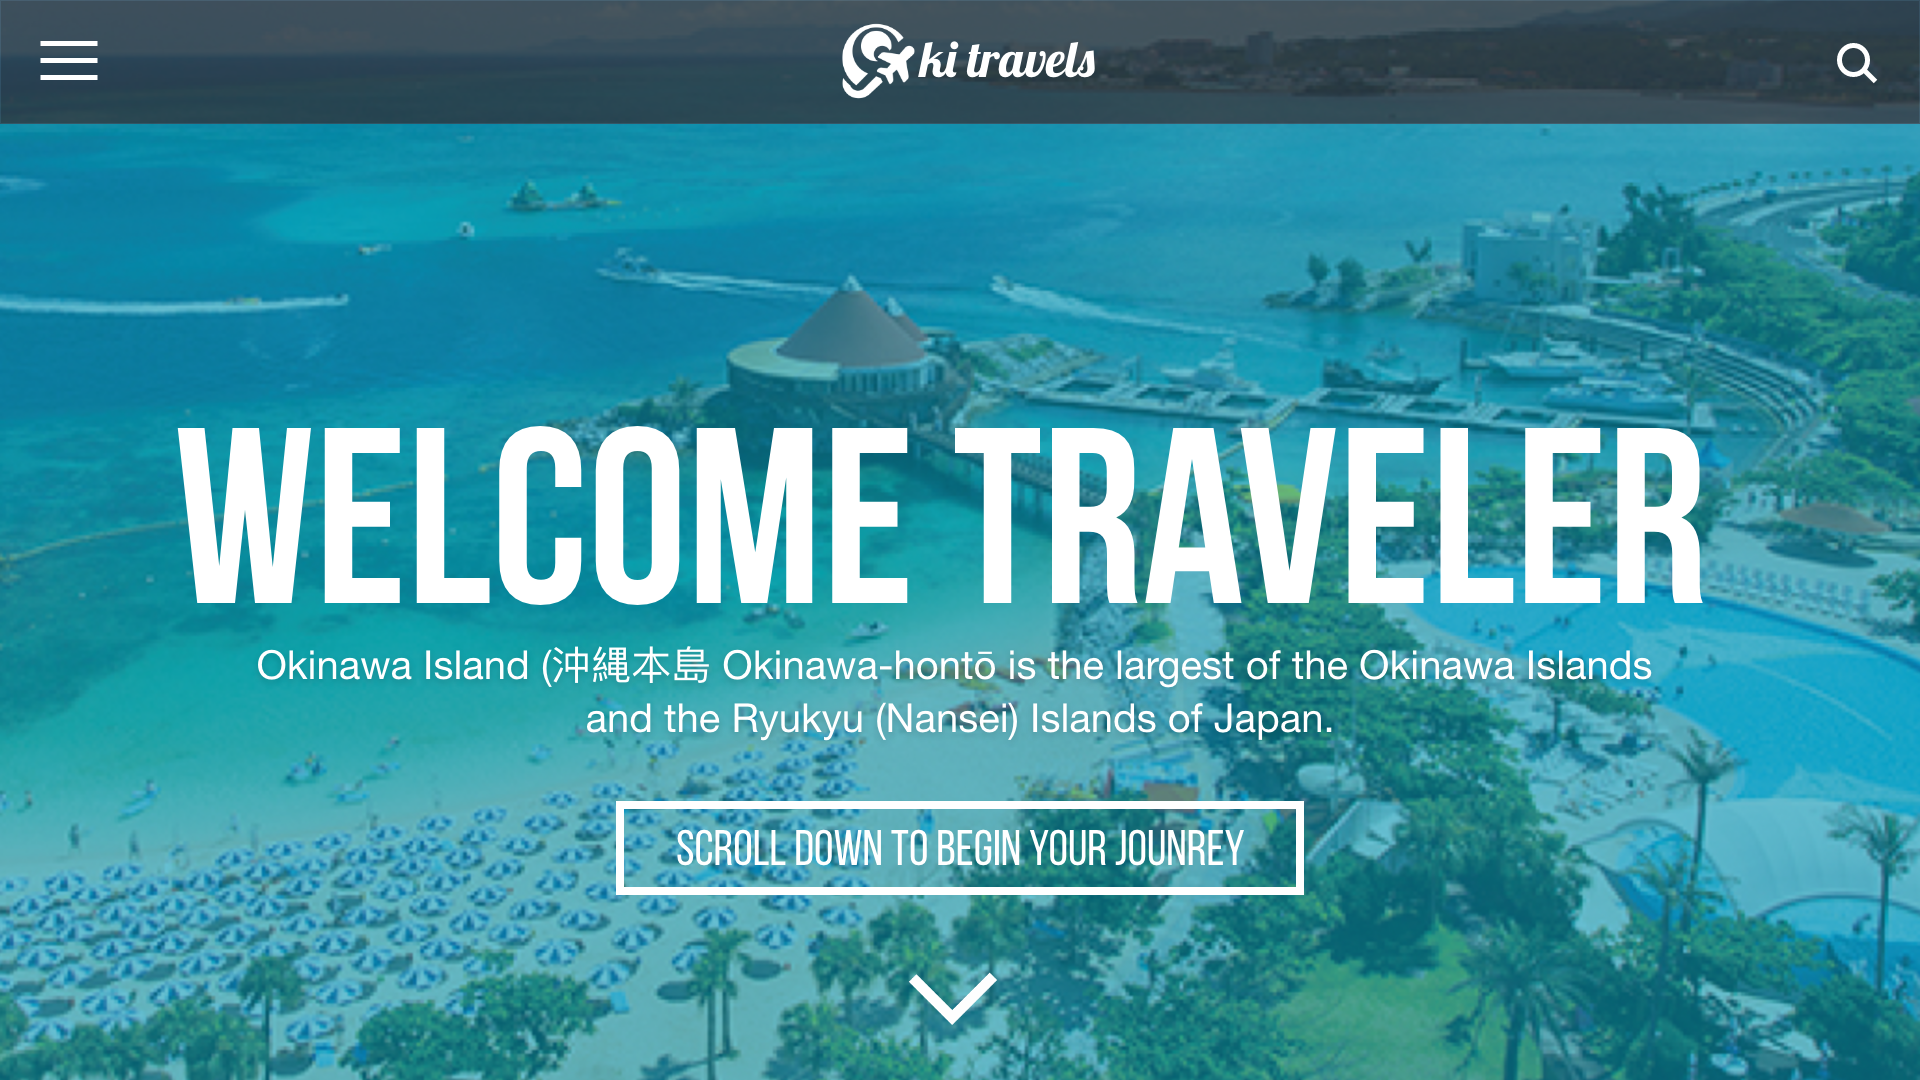 ki travels
WELCOME TRAVELER
Okinawa Island (沖縄本島 Okinawa-hontō is the largest of the Okinawa Islands
and the Ryukyu (Nansei) Islands of Japan.
SCROLL DOWN TO BEGIN YOUR JOUNREY